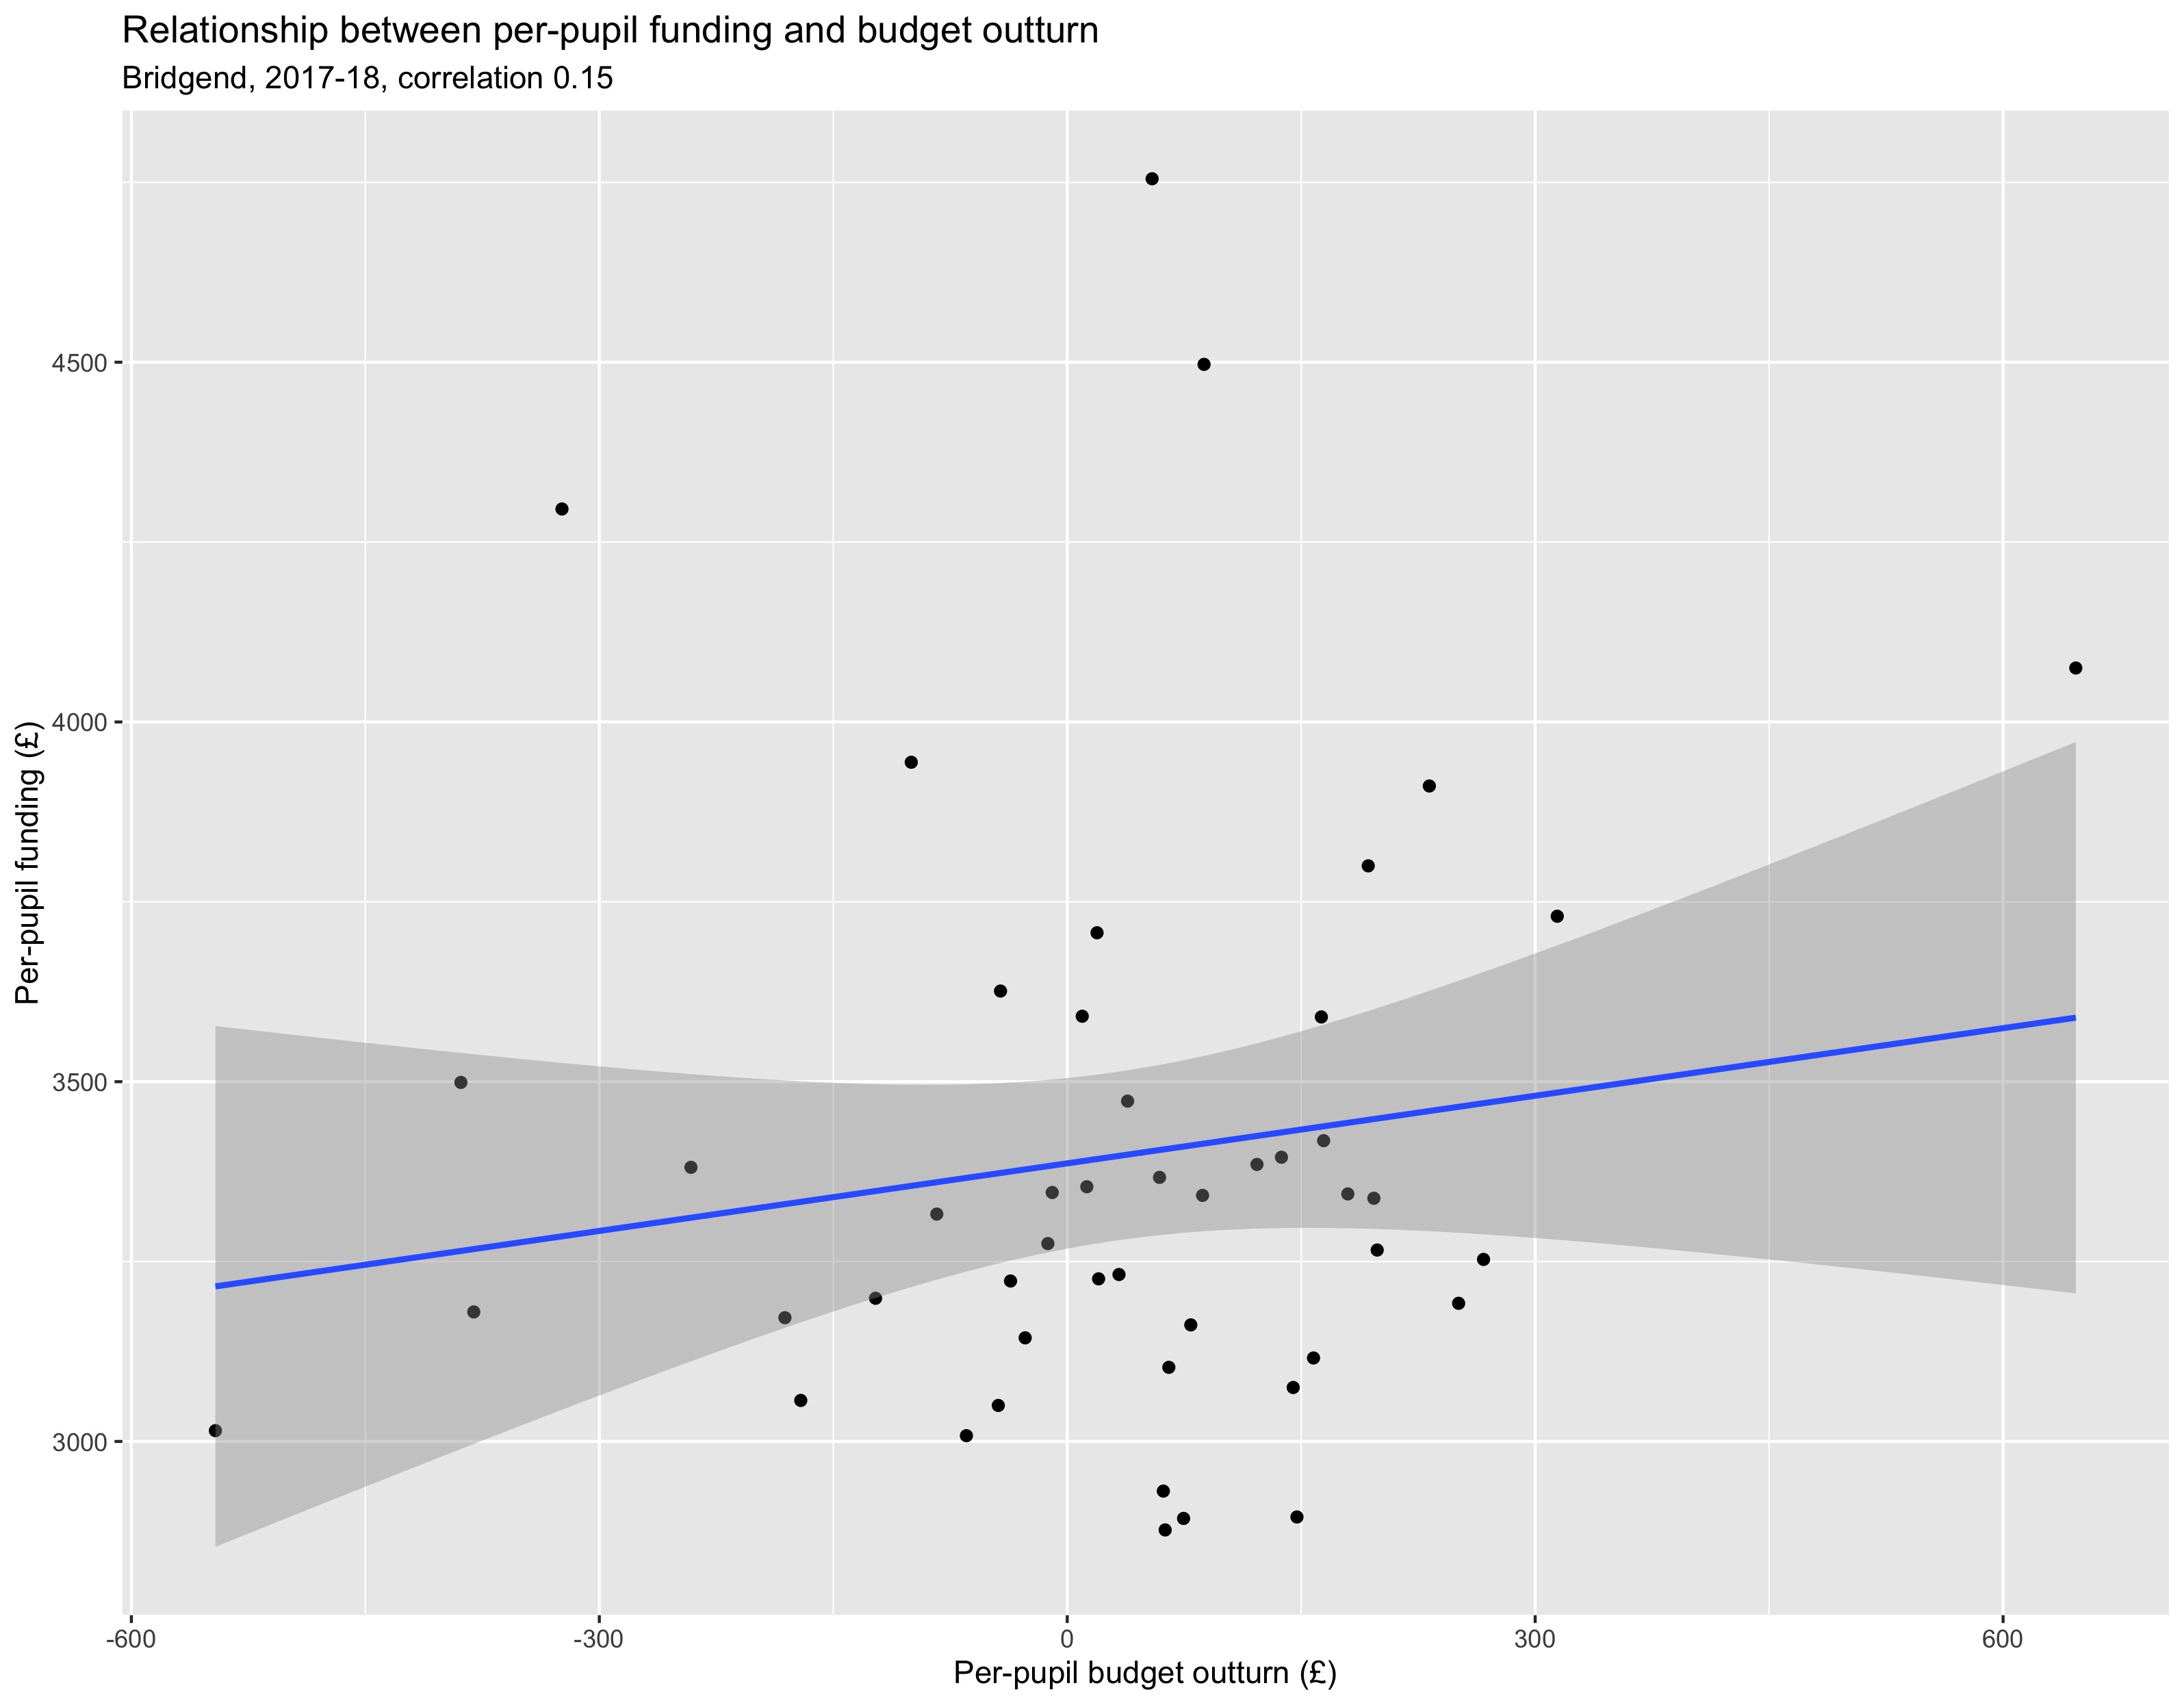 Relationship between per-pupil funding and budget outturn
Bridgend, 2017-18, correlation 0.15
Per-pupil funding (£)
4500
4000
3500
3000
-600
-300
0
300
600
Per-pupil budget outturn (£)